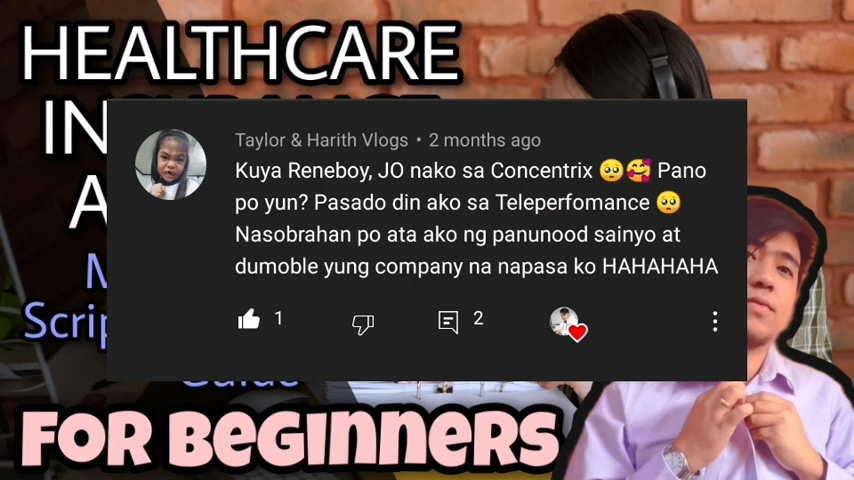 HEALTHCARE
IN
A
Taylor & Harith Vlogs • 2 months ago
Kuya Reneboy, JO nako sa Concentrix 🥺🥰 Pano
po yun? Pasado din ako sa Teleperfomance 🥺
Nasobrahan po ata ako ng panunood sainyo at
dumoble yung company na napasa ko HAHAHAHA
1
2
M
Scrip
Guide
FOR BEGINNERS